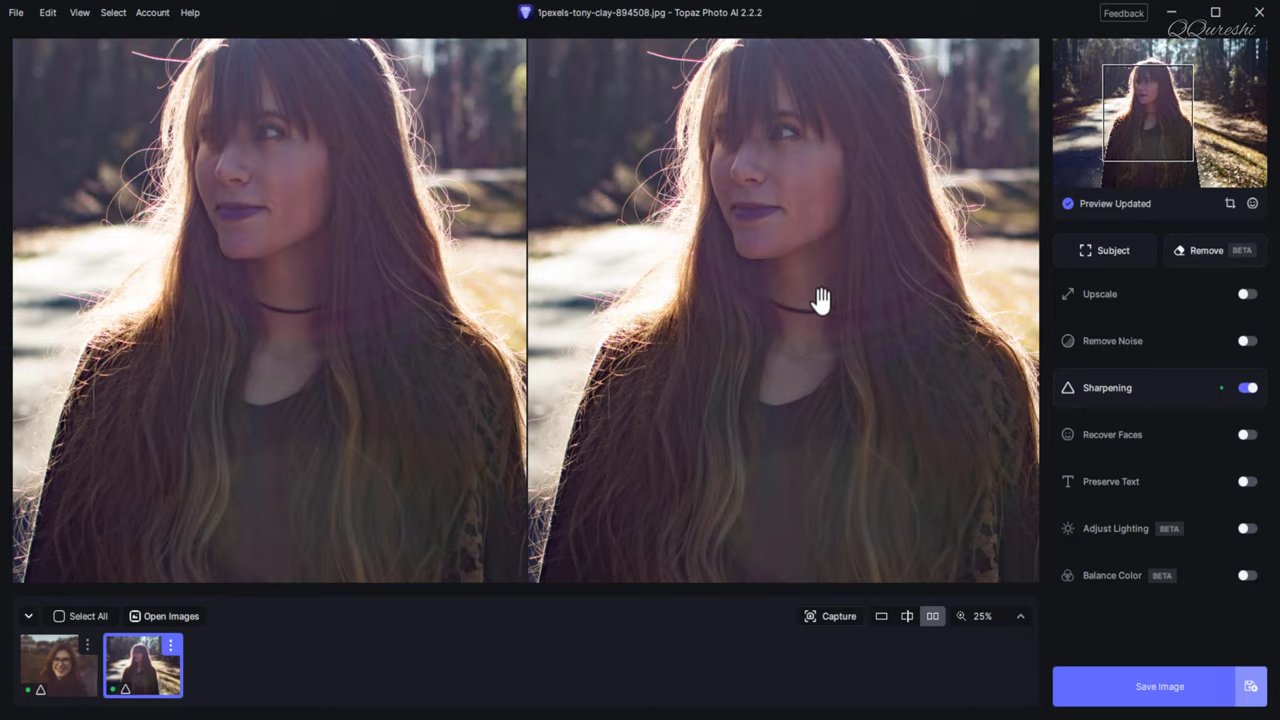 File Edit View Select Account Help
1pexels-tony-clay-894508.jpg - Topaz Photo AI 2.2.2
Feedback
QQureshi
Preview Updated
Subject Remove BETA
Upscale
Remove Noise
Sharpening
Recover Faces
Preserve Text
Adjust Lighting BETA
Balance Color BETA
Select All Open Images Capture 25%
Save Image